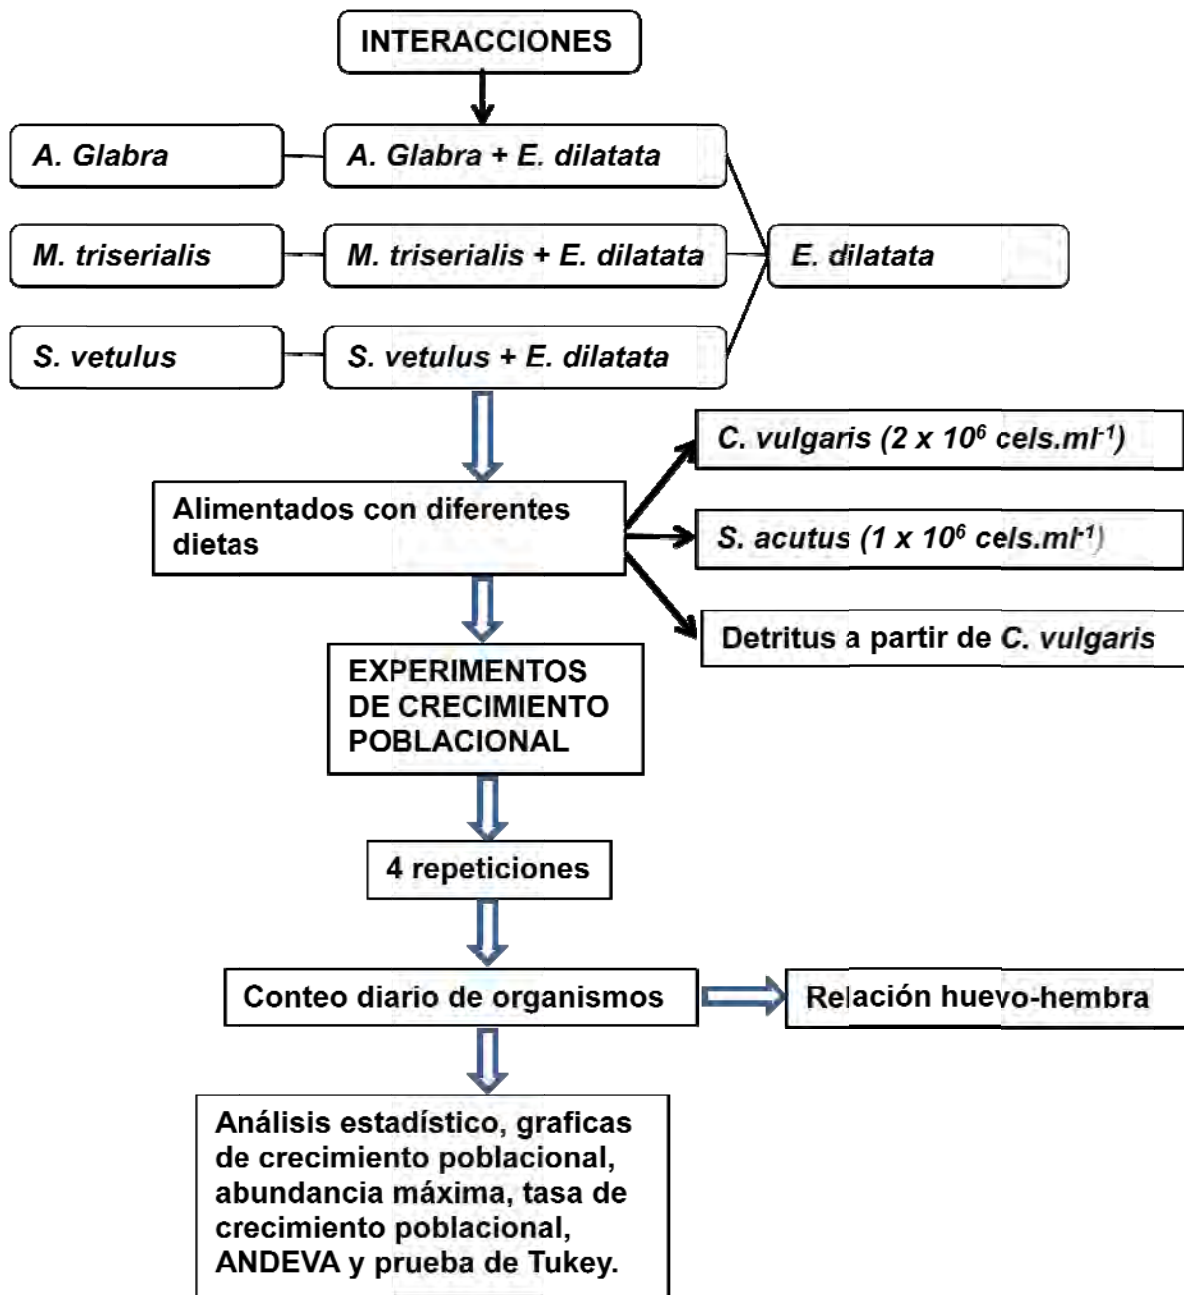 INTERACCIONES
A. Glabra
A. Glabra + E. dilatata
M. triserialis
M. triserialis + E. dilatata
E. dilatata
S. vetulus
S. vetulus + E. dilatata
C. vulgaris (2 x 10⁶ cels.ml⁻¹)
Alimentados con diferentes
dietas
S. acutus (1 x 10⁶ cels.ml⁻¹)
Detritus a partir de C. vulgaris
EXPERIMENTOS
DE CRECIMIENTO
POBLACIONAL
4 repeticiones
Conteo diario de organismos
Relación huevo-hembra
Análisis estadístico, graficas
de crecimiento poblacional,
abundancia máxima, tasa de
crecimiento poblacional,
ANDEVA y prueba de Tukey.